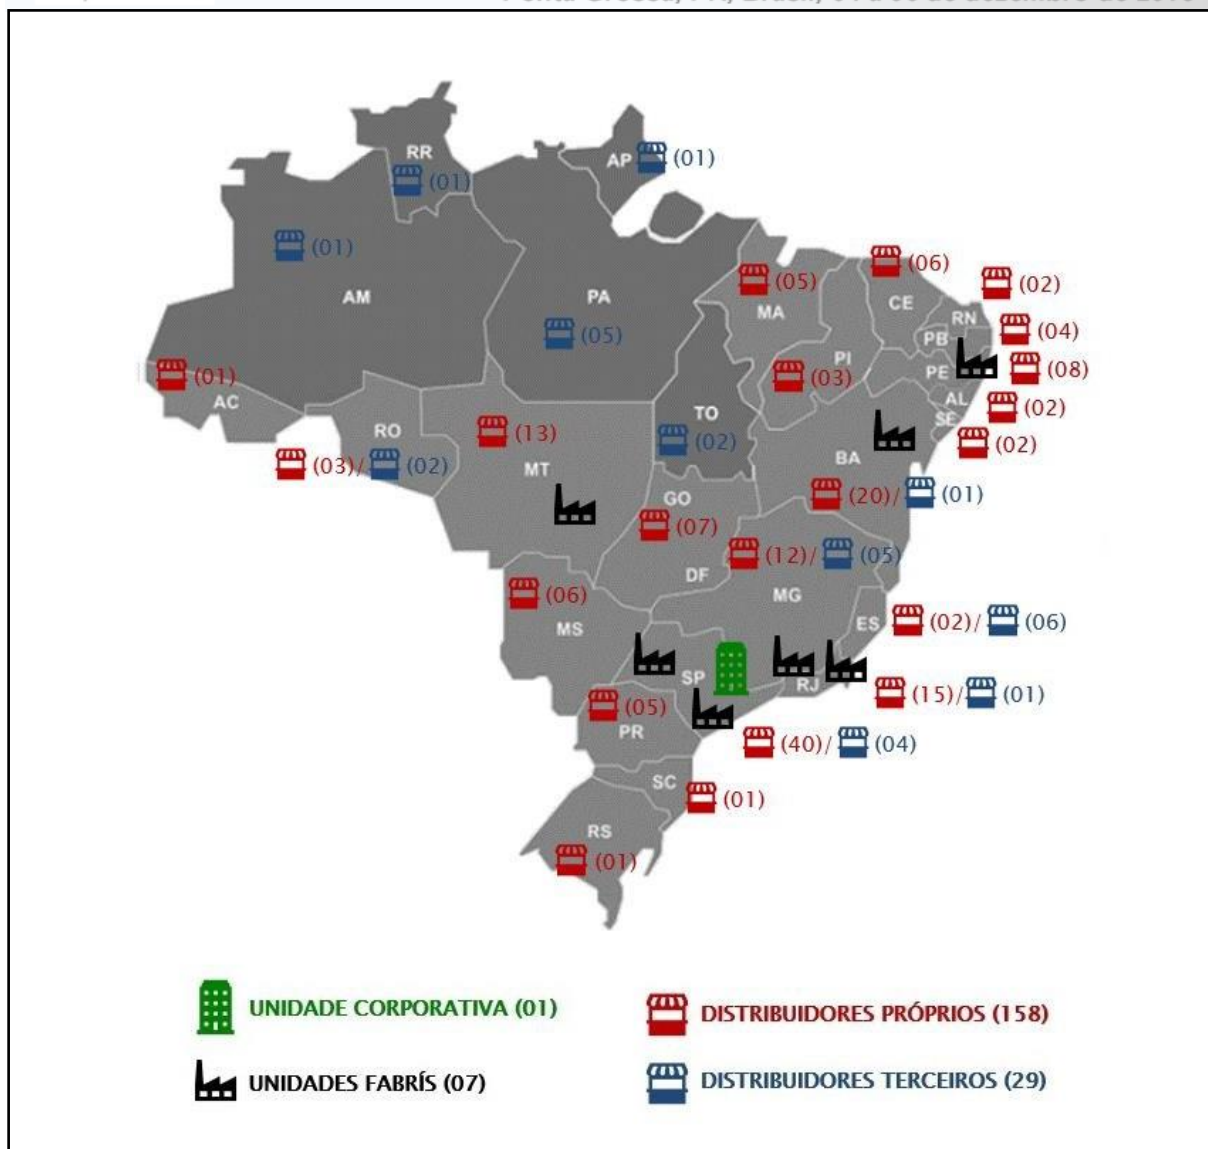 RR
(01)
AP
(01)
(01)
AM
PA
(05)
(05)
MA
(06)
CE
(02)
RN
PB
(04)
PI
(03)
PE
(08)
AL
(02)
SE
(02)
(01)
AC
RO
(03)/ (02)
(13)
MT
TO
(02)
BA
(20)/ (01)
GO
(07)
(12)/ (05)
DF
MG
(06)
MS
ES
(02)/ (06)
SP
RJ
(15)/ (01)
(05)
PR
(40)/ (04)
SC
(01)
RS
(01)
UNIDADE CORPORATIVA (01)
DISTRIBUIDORES PRÓPRIOS (158)
UNIDADES FABRÍS (07)
DISTRIBUIDORES TERCEIROS (29)